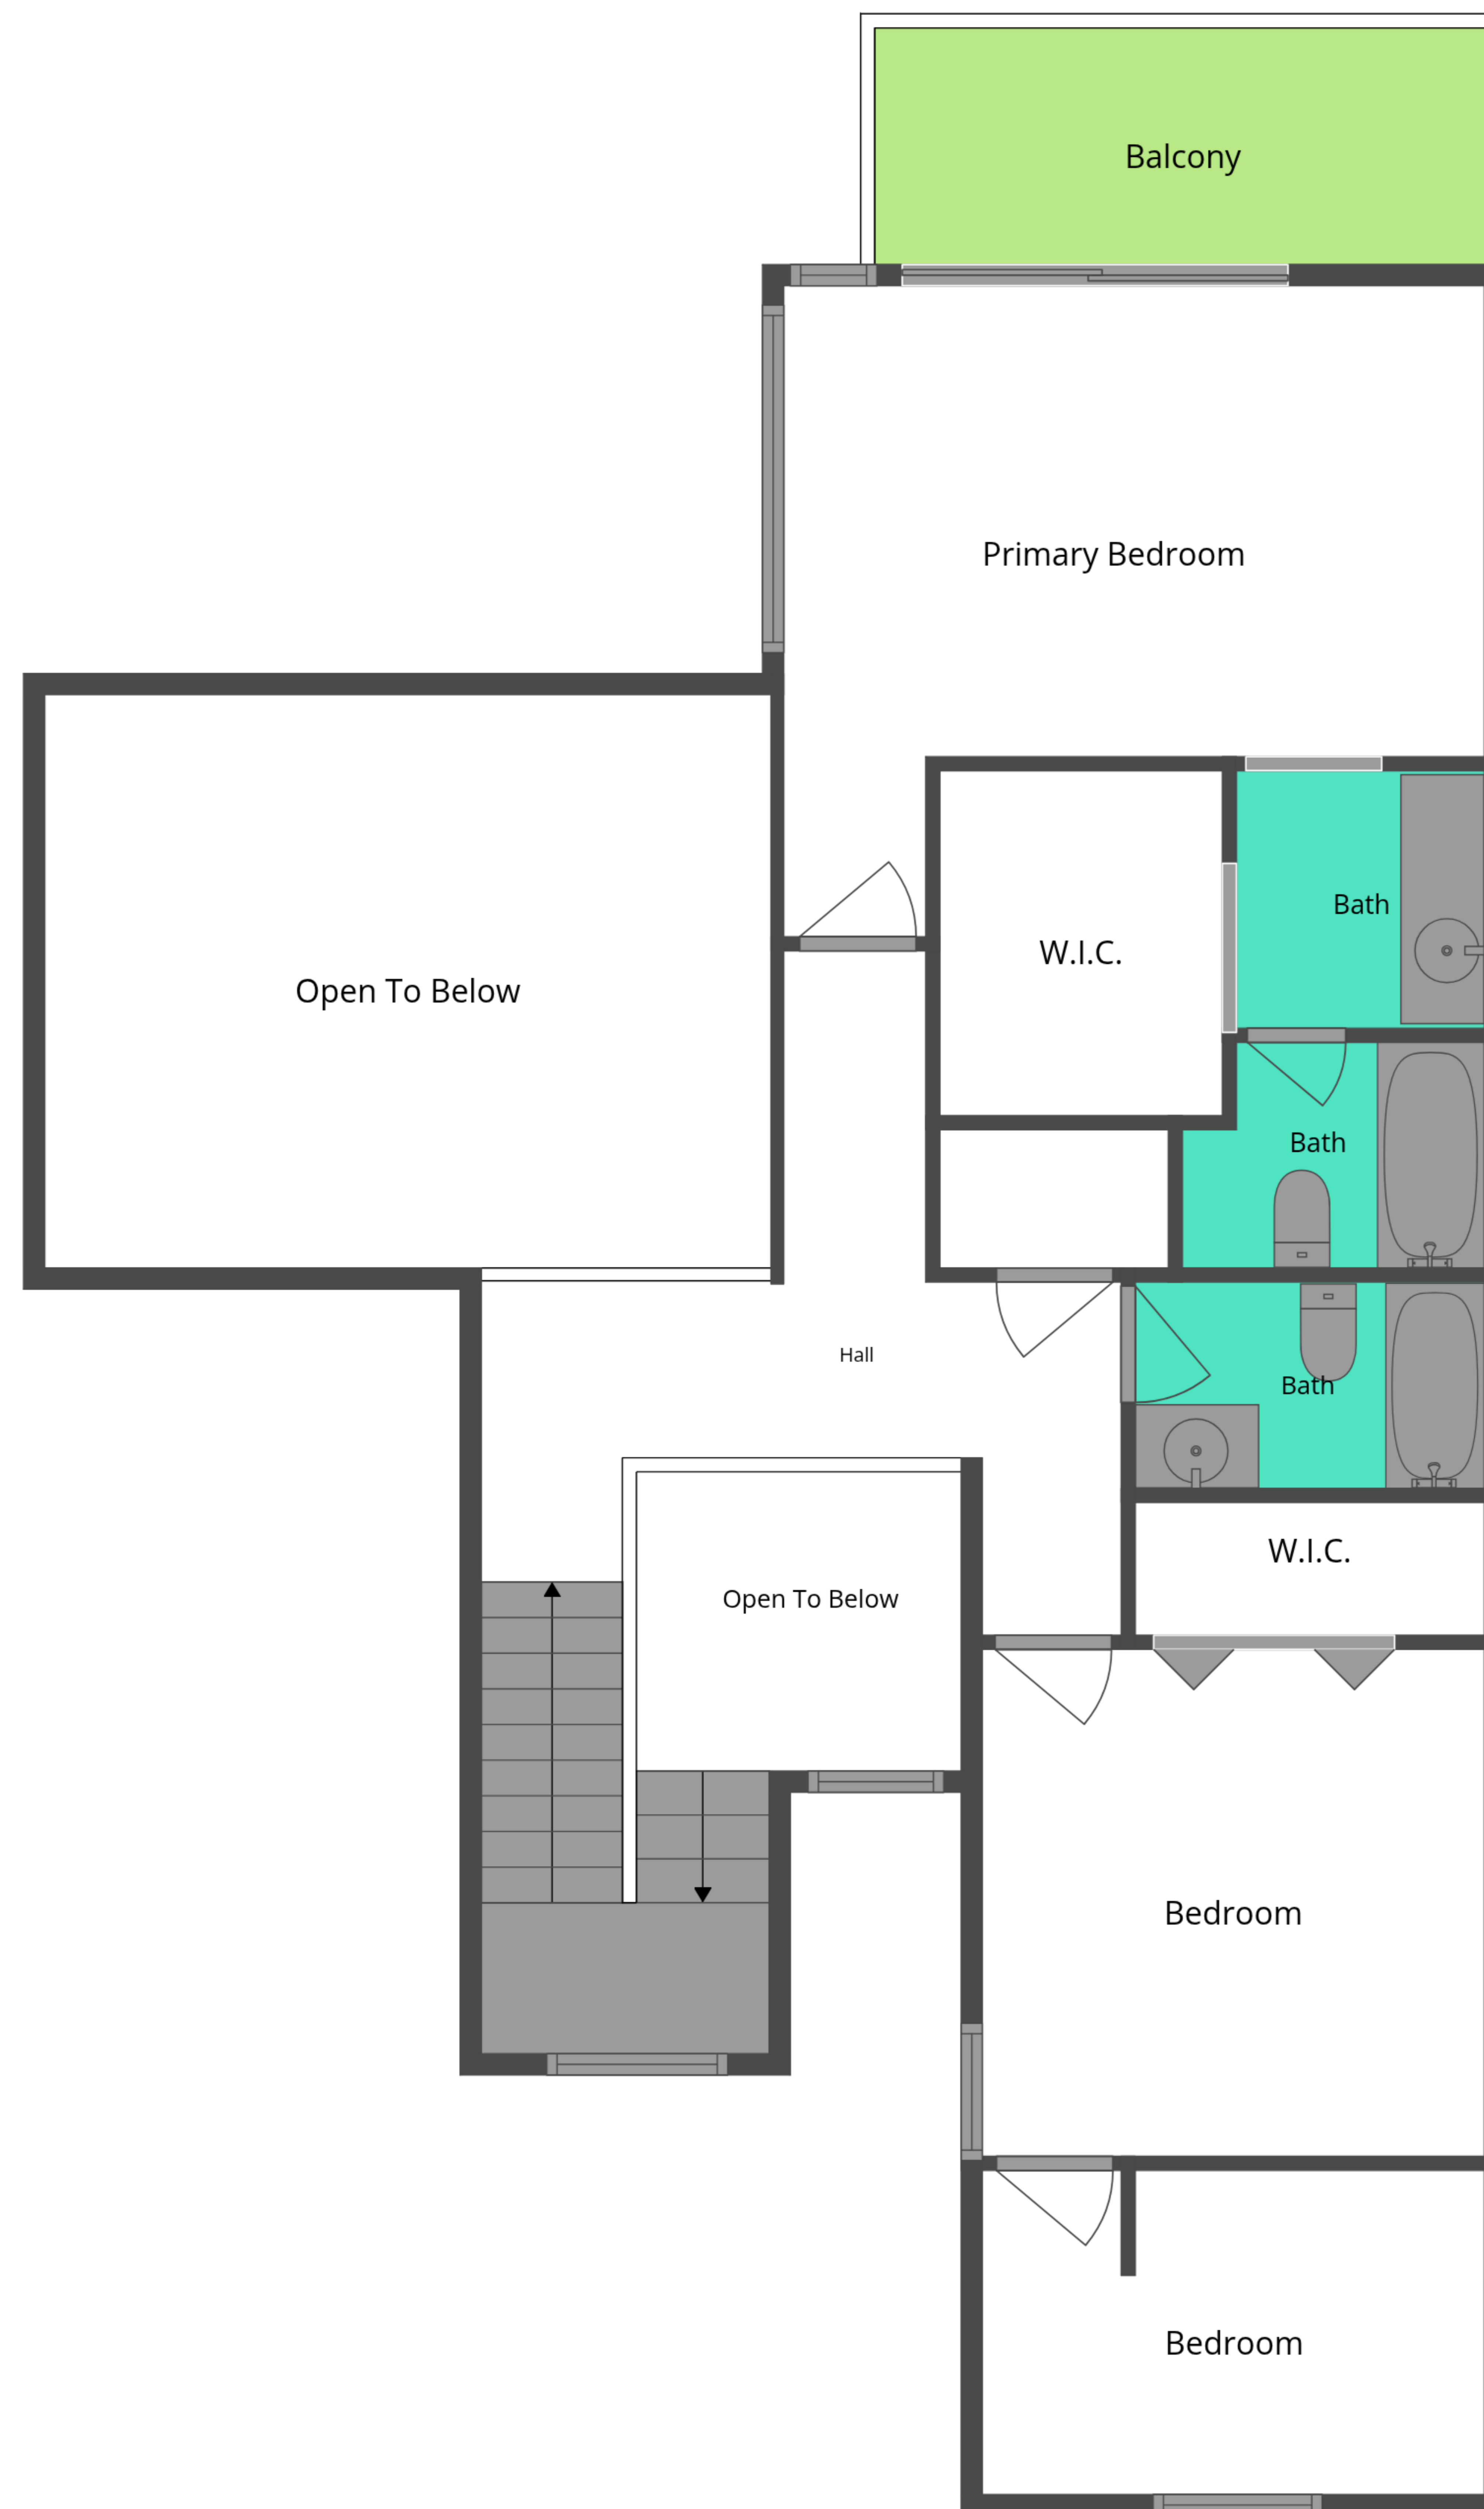 Balcony
Primary Bedroom
Bath
W.I.C.
Open To Below
Bath
Hall
Bath
W.I.C.
Open To Below
Bedroom
Bedroom